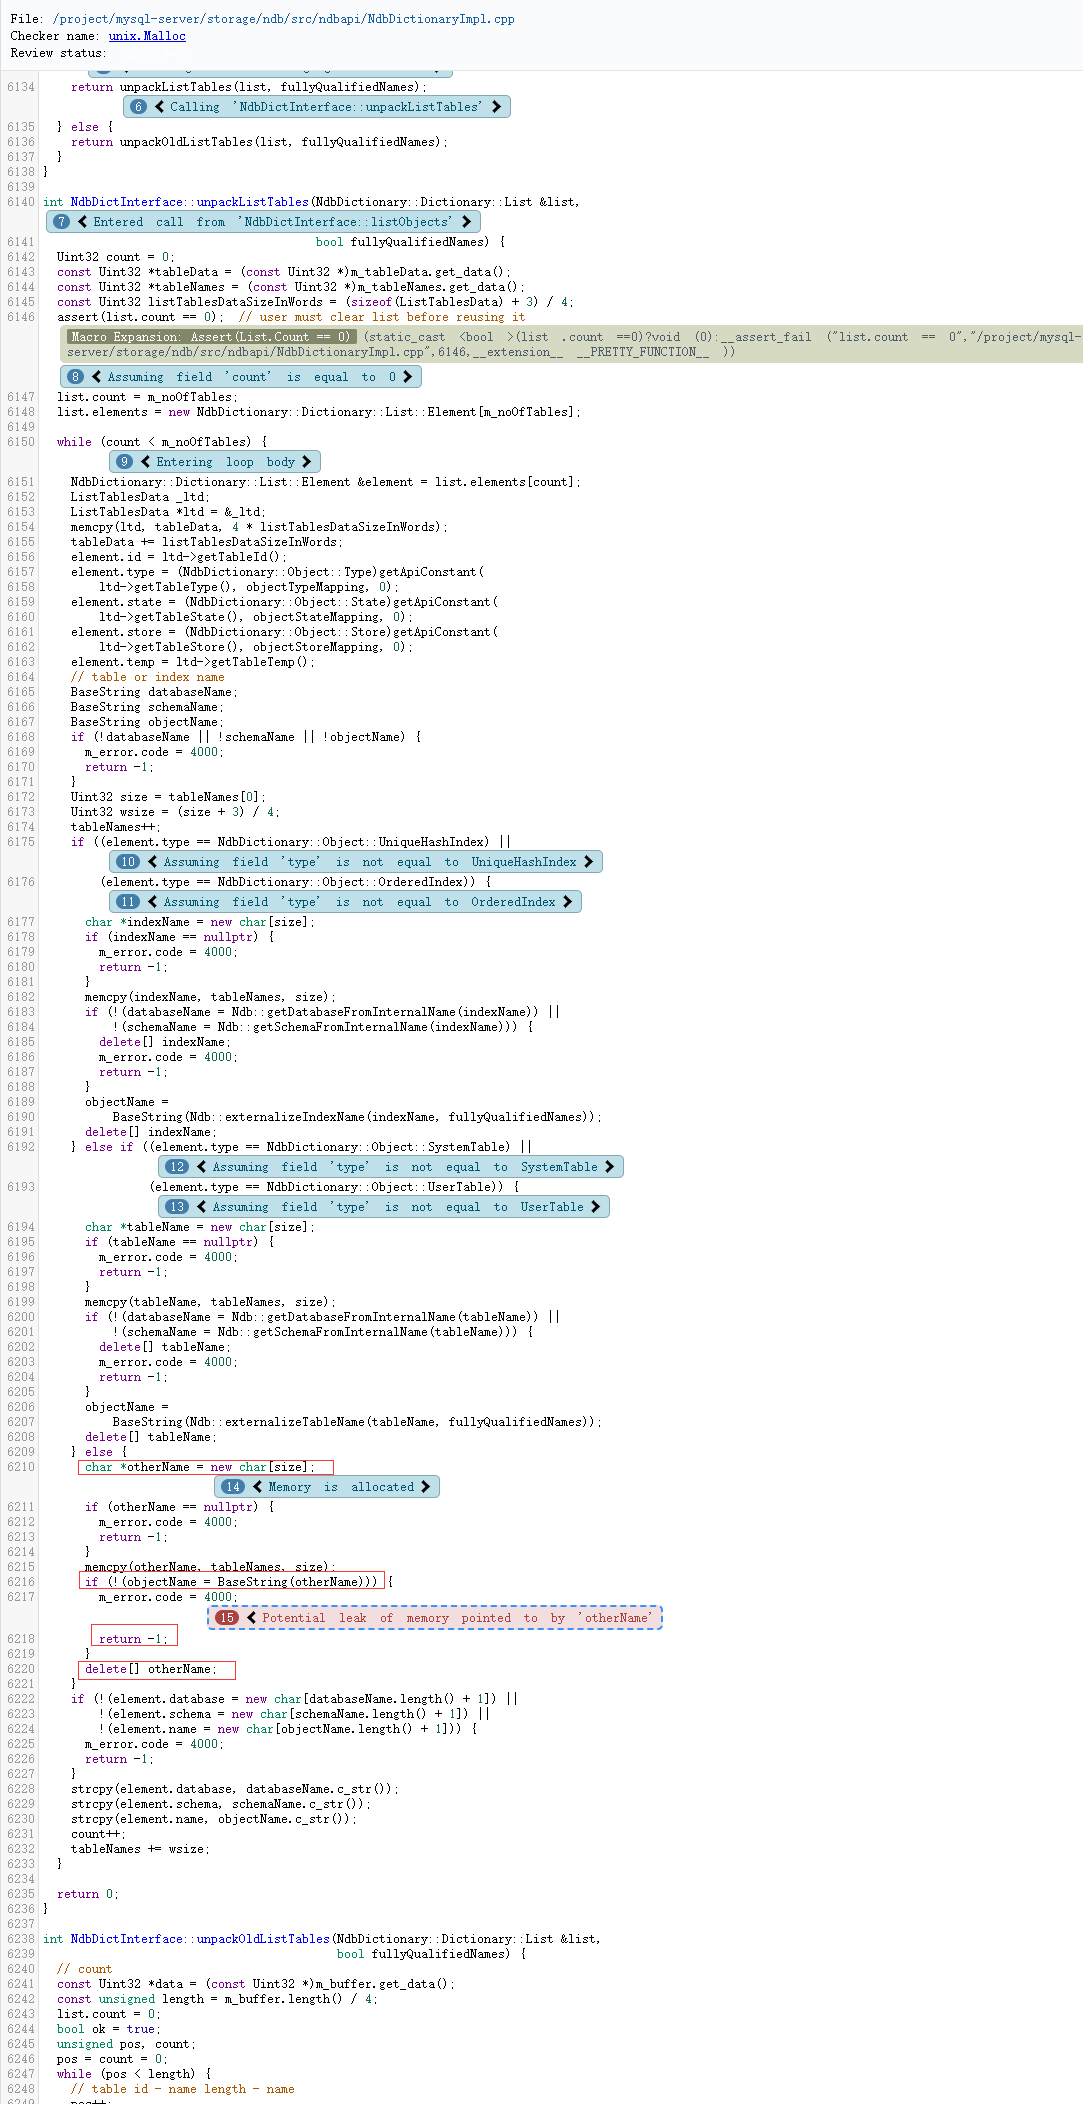 File: /project/mysql-server/storage/ndb/src/ndbapi/NdbDictionaryImpl.cpp
Checker name: unix.Malloc
Review status:
6134 return unpackListTables(list, fullyQualifiedNames);
6 Calling 'NdbDictInterface::unpackListTables'
6135 } else {
6136 return unpackOldListTables(list, fullyQualifiedNames);
6137 }
6138 }
6139
6140 int NdbDictInterface::unpackListTables(NdbDictionary::Dictionary::List &list,
7 Entered call from 'NdbDictInterface::listObjects'
6141 bool fullyQualifiedNames) {
6142 Uint32 count = 0;
6143 const Uint32 *tableData = (const Uint32 *)m_tableData.get_data();
6144 const Uint32 *tableNames = (const Uint32 *)m_tableNames.get_data();
6145 const Uint32 listTablesDataSizeInWords = (sizeof(ListTablesData) + 3) / 4;
6146 assert(list.count == 0); // user must clear list before reusing it
Macro Expansion: Assert(List.Count == 0) (static_cast <bool >(list .count ==0)?void (0):__assert_fail ("list.count == 0","/project/mysql-
server/storage/ndb/src/ndbapi/NdbDictionaryImpl.cpp",6146,__extension__ __PRETTY_FUNCTION__ ))
8 Assuming field 'count' is equal to 0
6147 list.count = m_noOfTables;
6148 list.elements = new NdbDictionary::Dictionary::List::Element[m_noOfTables];
6149
6150 while (count < m_noOfTables) {
9 Entering loop body
6151 NdbDictionary::Dictionary::List::Element &element = list.elements[count];
6152 ListTablesData _ltd;
6153 ListTablesData *ltd = &_ltd;
6154 memcpy(ltd, tableData, 4 * listTablesDataSizeInWords);
6155 tableData += listTablesDataSizeInWords;
6156 element.id = ltd->getTableId();
6157 element.type = (NdbDictionary::Object::Type)getApiConstant(
6158 ltd->getTableType(), objectTypeMapping, 0);
6159 element.state = (NdbDictionary::Object::State)getApiConstant(
6160 ltd->getTableState(), objectStateMapping, 0);
6161 element.store = (NdbDictionary::Object::Store)getApiConstant(
6162 ltd->getTableStore(), objectStoreMapping, 0);
6163 element.temp = ltd->getTableTemp();
6164 // table or index name
6165 BaseString databaseName;
6166 BaseString schemaName;
6167 BaseString objectName;
6168 if (!databaseName || !schemaName || !objectName) {
6169 m_error.code = 4000;
6170 return -1;
6171 }
6172 Uint32 size = tableNames[0];
6173 Uint32 wsize = (size + 3) / 4;
6174 tableNames++;
6175 if ((element.type == NdbDictionary::Object::UniqueHashIndex) ||
10 Assuming field 'type' is not equal to UniqueHashIndex
6176 (element.type == NdbDictionary::Object::OrderedIndex)) {
11 Assuming field 'type' is not equal to OrderedIndex
6177 char *indexName = new char[size];
6178 if (indexName == nullptr) {
6179 m_error.code = 4000;
6180 return -1;
6181 }
6182 memcpy(indexName, tableNames, size);
6183 if (!(databaseName = Ndb::getDatabaseFromInternalName(indexName)) ||
6184 !(schemaName = Ndb::getSchemaFromInternalName(indexName))) {
6185 delete[] indexName;
6186 m_error.code = 4000;
6187 return -1;
6188 }
6189 objectName =
6190 BaseString(Ndb::externalizeIndexName(indexName, fullyQualifiedNames));
6191 delete[] indexName;
6192 } else if ((element.type == NdbDictionary::Object::SystemTable) ||
12 Assuming field 'type' is not equal to SystemTable
6193 (element.type == NdbDictionary::Object::UserTable)) {
13 Assuming field 'type' is not equal to UserTable
6194 char *tableName = new char[size];
6195 if (tableName == nullptr) {
6196 m_error.code = 4000;
6197 return -1;
6198 }
6199 memcpy(tableName, tableNames, size);
6200 if (!(databaseName = Ndb::getDatabaseFromInternalName(tableName)) ||
6201 !(schemaName = Ndb::getSchemaFromInternalName(tableName))) {
6202 delete[] tableName;
6203 m_error.code = 4000;
6204 return -1;
6205 }
6206 objectName =
6207 BaseString(Ndb::externalizeTableName(tableName, fullyQualifiedNames));
6208 delete[] tableName;
6209 } else {
6210 char *otherName = new char[size];
14 Memory is allocated
6211 if (otherName == nullptr) {
6212 m_error.code = 4000;
6213 return -1;
6214 }
6215 memcpy(otherName, tableNames, size);
6216 if (!(objectName = BaseString(otherName))) {
6217 m_error.code = 4000;
15 Potential leak of memory pointed to by 'otherName'
6218 return -1;
6219 }
6220 delete[] otherName;
6221 }
6222 if (!(element.database = new char[databaseName.length() + 1]) ||
6223 !(element.schema = new char[schemaName.length() + 1]) ||
6224 !(element.name = new char[objectName.length() + 1])) {
6225 m_error.code = 4000;
6226 return -1;
6227 }
6228 strcpy(element.database, databaseName.c_str());
6229 strcpy(element.schema, schemaName.c_str());
6230 strcpy(element.name, objectName.c_str());
6231 count++;
6232 tableNames += wsize;
6233 }
6234
6235 return 0;
6236 }
6237
6238 int NdbDictInterface::unpackOldListTables(NdbDictionary::Dictionary::List &list,
6239 bool fullyQualifiedNames) {
6240 // count
6241 const Uint32 *data = (const Uint32 *)m_buffer.get_data();
6242 const unsigned length = m_buffer.length() / 4;
6243 list.count = 0;
6244 bool ok = true;
6245 unsigned pos, count;
6246 pos = count = 0;
6247 while (pos < length) {
6248 // table id - name length - name
6249 pos++;